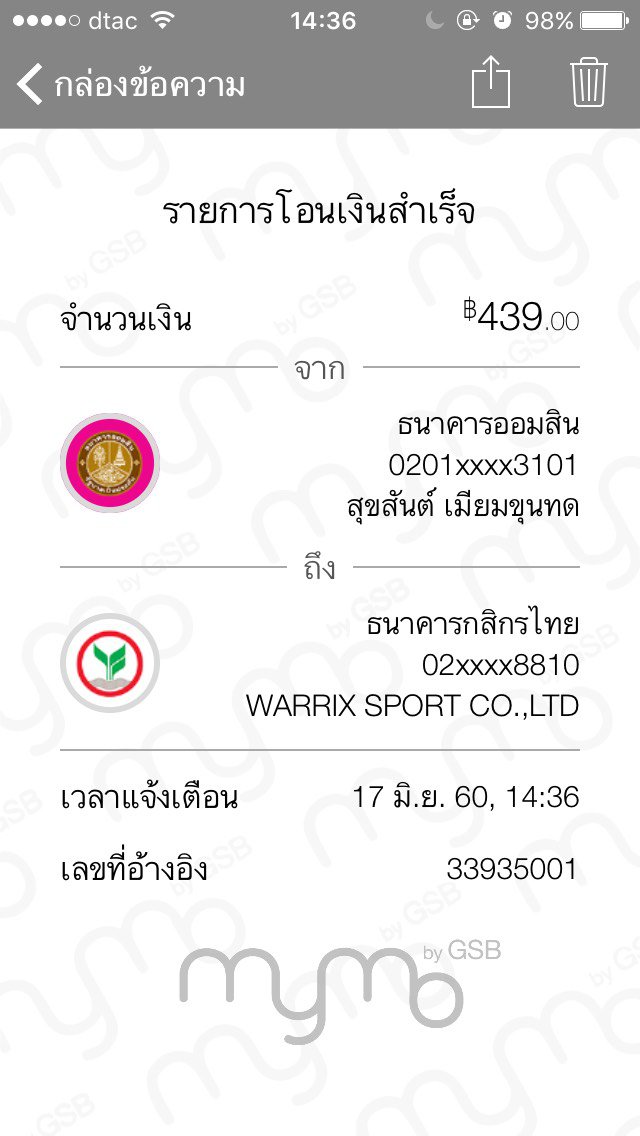 dtac 14:36 98%
กล่องข้อความ
รายการโอนเงินสำเร็จ
จำนวนเงิน ฿439.00
จาก
ธนาคารออมสิน
0201xxxx3101
สุขสันต์ เมียมขุนทด
ถึง
ธนาคารกสิกรไทย
02xxxx8810
WARRIX SPORT CO.,LTD
เวลาแจ้งเตือน 17 มิ.ย. 60, 14:36
เลขที่อ้างอิง 33935001
mymo by GSB